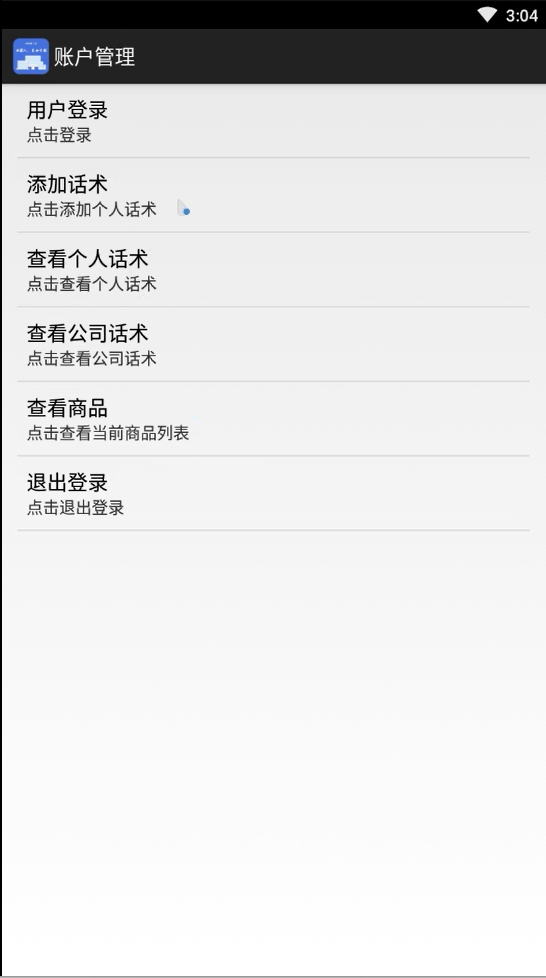 3:04
账户管理
用户登录
点击登录
添加话术
点击添加个人话术
查看个人话术
点击查看个人话术
查看公司话术
点击查看公司话术
查看商品
点击查看当前商品列表
退出登录
点击退出登录